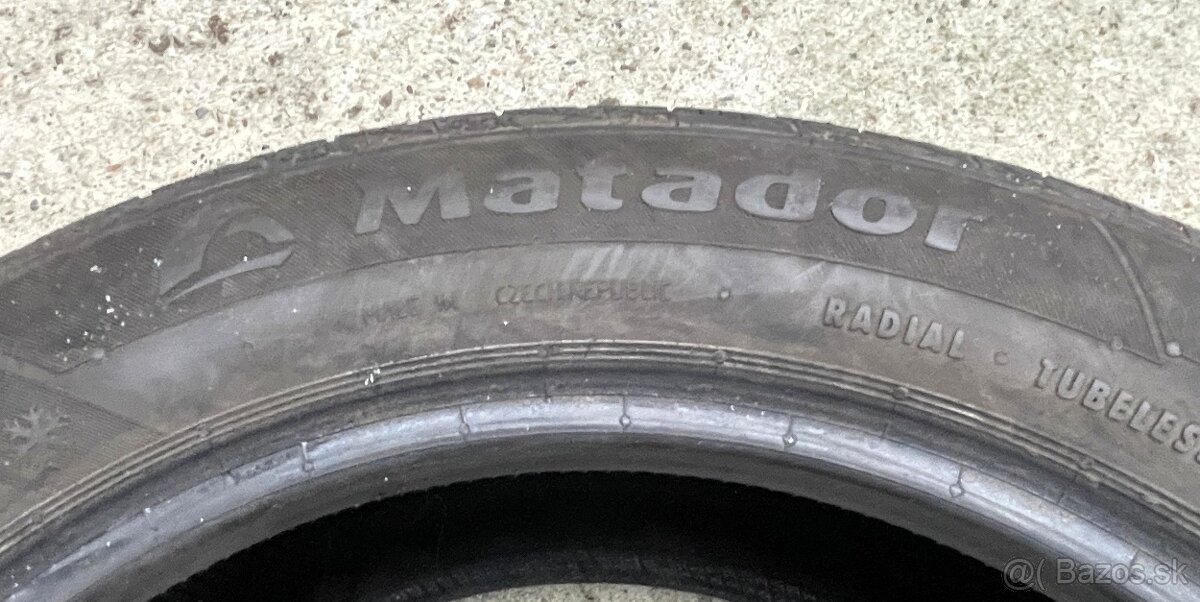 Matador
MADE IN CZECH REPUBLIC
RADIAL • TUBELESS
@( Bazos.sk